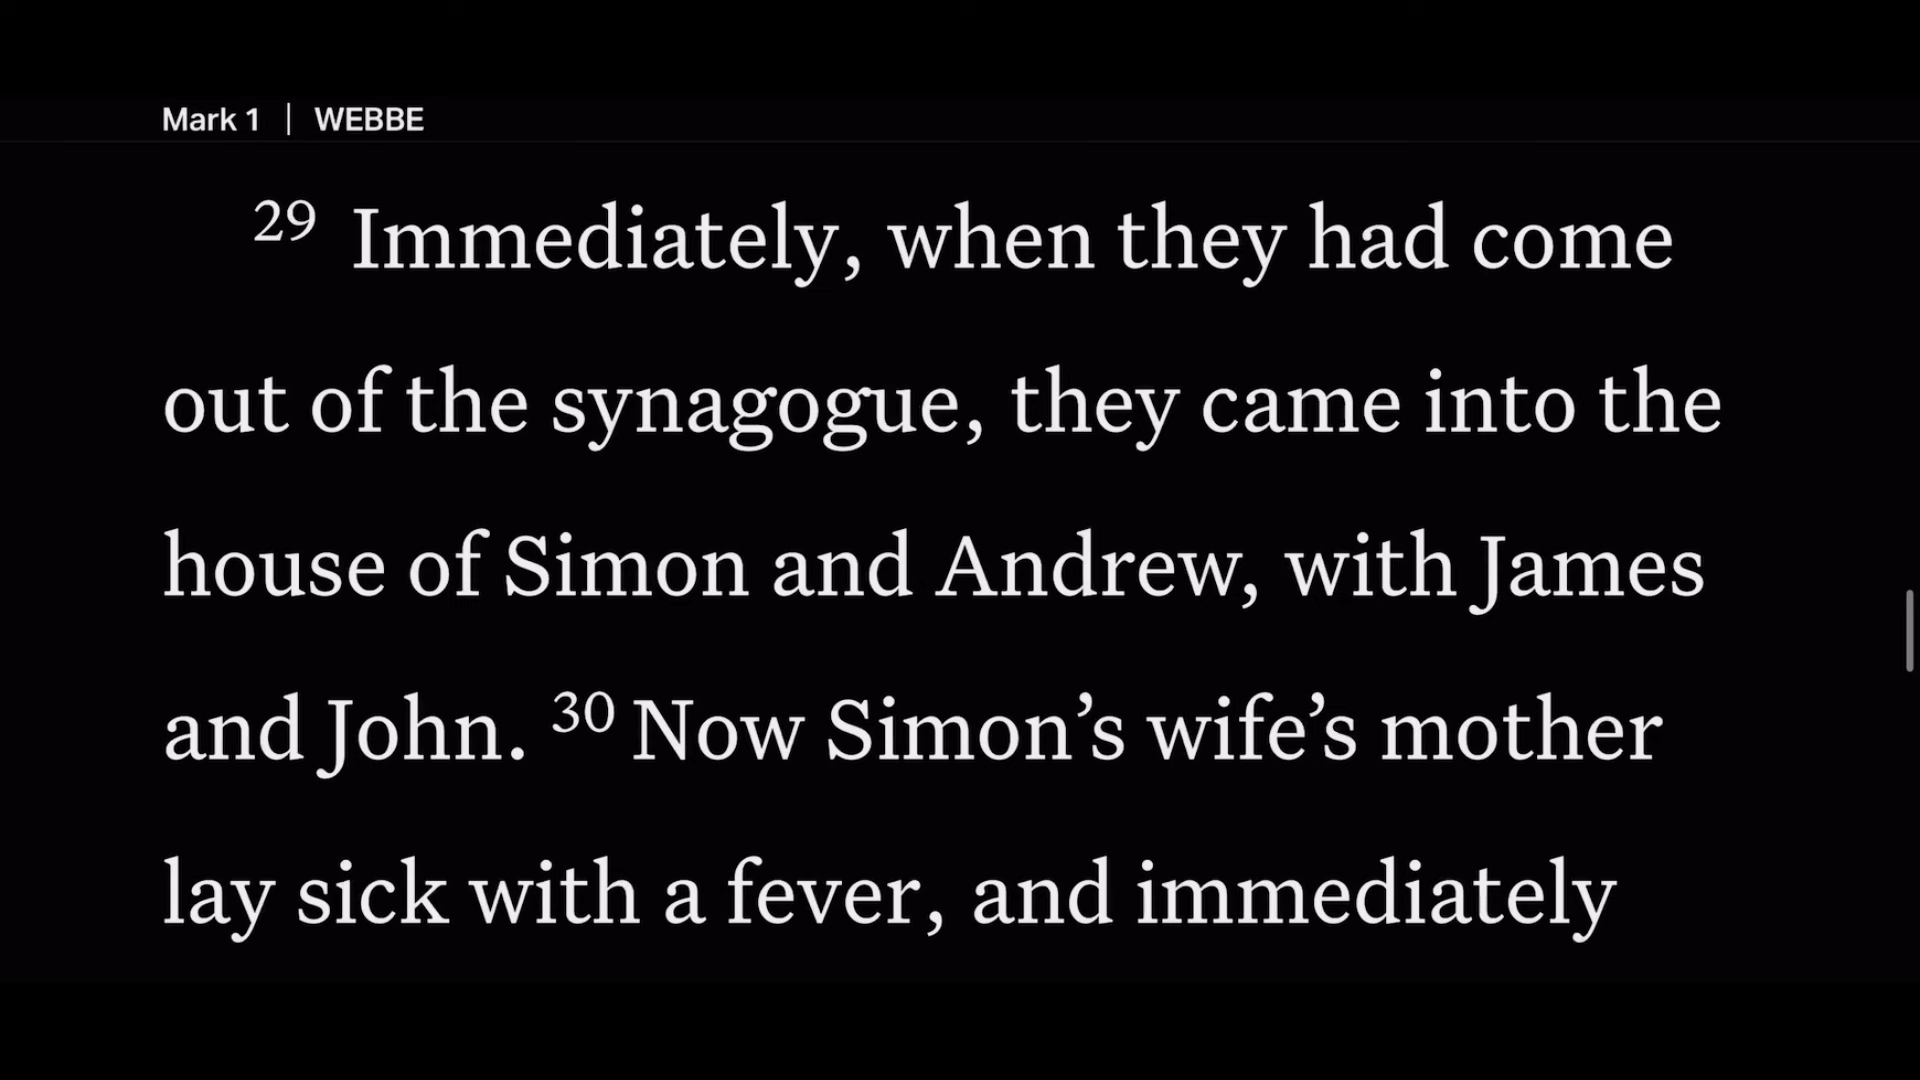 Mark 1 | WEBBE
29 Immediately, when they had come
out of the synagogue, they came into the
house of Simon and Andrew, with James
and John. 30 Now Simon’s wife’s mother
lay sick with a fever, and immediately